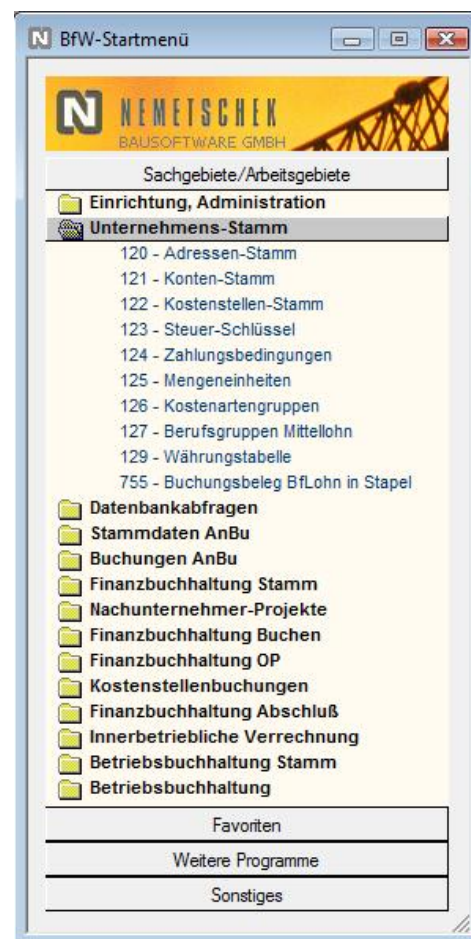 N BfW-Startmenü
N NEMETSCHEK
BAUSOFTWARE GMBH
Sachgebiete/Arbeitsgebiete
Einrichtung, Administration
Unternehmens-Stamm
120 - Adressen-Stamm
121 - Konten-Stamm
122 - Kostenstellen-Stamm
123 - Steuer-Schlüssel
124 - Zahlungsbedingungen
125 - Mengeneinheiten
126 - Kostenartengruppen
127 - Berufsgruppen Mittellohn
129 - Währungstabelle
755 - Buchungsbeleg BfLohn in Stapel
Datenbankabfragen
Stammdaten AnBu
Buchungen AnBu
Finanzbuchhaltung Stamm
Nachunternehmer-Projekte
Finanzbuchhaltung Buchen
Finanzbuchhaltung OP
Kostenstellenbuchungen
Finanzbuchhaltung Abschluß
Innerbetriebliche Verrechnung
Betriebsbuchhaltung Stamm
Betriebsbuchhaltung
Favoriten
Weitere Programme
Sonstiges